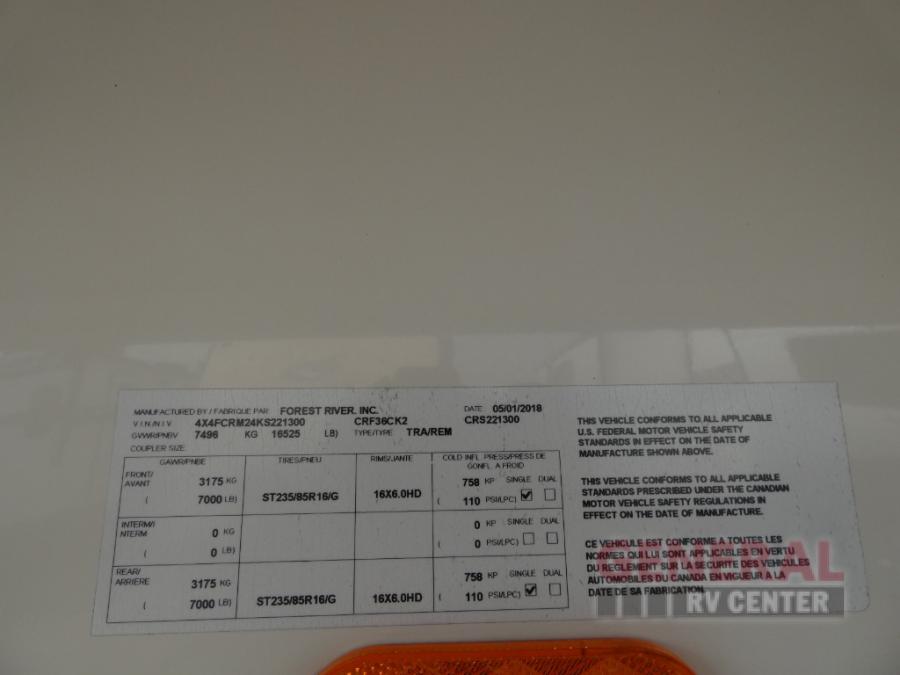 MANUFACTURED BY / FABRIQUE PAR FOREST RIVER, INC. DATE 05/01/2018
V.I.N./N.I.V 4X4FCRM24KS221300 CRF36CK2 CRS221300
GVWR/PNBV 7496 KG 16525 LB) TYPE/TYPE TRA/REM
COUPLER SIZE
GAWR/PNBE TIRES/PNEU RIMS/JANTE COLD INFL. PRESS/PRESS DE
GONFL. A FROID
FRONT/
AVANT 3175 KG 758 KP SINGLE DUAL
( 7000 LB) ST235/85R16/G 16X6.0HD ( 110 PSI/LPC)
INTERM/I
NTERM 0 KG 0 KP SINGLE DUAL
( 0 LB) ( 0 PSI/LPC)
REAR/
ARRIERE 3175 KG 758 KP SINGLE DUAL
( 7000 LB) ST235/85R16/G 16X6.0HD ( 110 PSI/LPC)
THIS VEHICLE CONFORMS TO ALL APPLICABLE
U.S. FEDERAL MOTOR VEHICLE SAFETY
STANDARDS IN EFFECT ON THE DATE OF
MANUFACTURE SHOWN ABOVE.
THIS VEHICLE CONFORMS TO ALL APPLICABLE
STANDARDS PRESCRIBED UNDER THE CANADIAN
MOTOR VEHICLE SAFETY REGULATIONS IN
EFFECT ON THE DATE OF MANUFACTURE.
CE VEHICULE EST CONFORME A TOUTES LES
NORMES QUI LUI SONT APPLICABLES EN VERTU
DU REGLEMENT SUR LA SECURITE DES VEHICULES
AUTOMOBILES DU CANADA EN VIGUEUR A LA
DATE DE SA FABRICATION.
RV CENTER